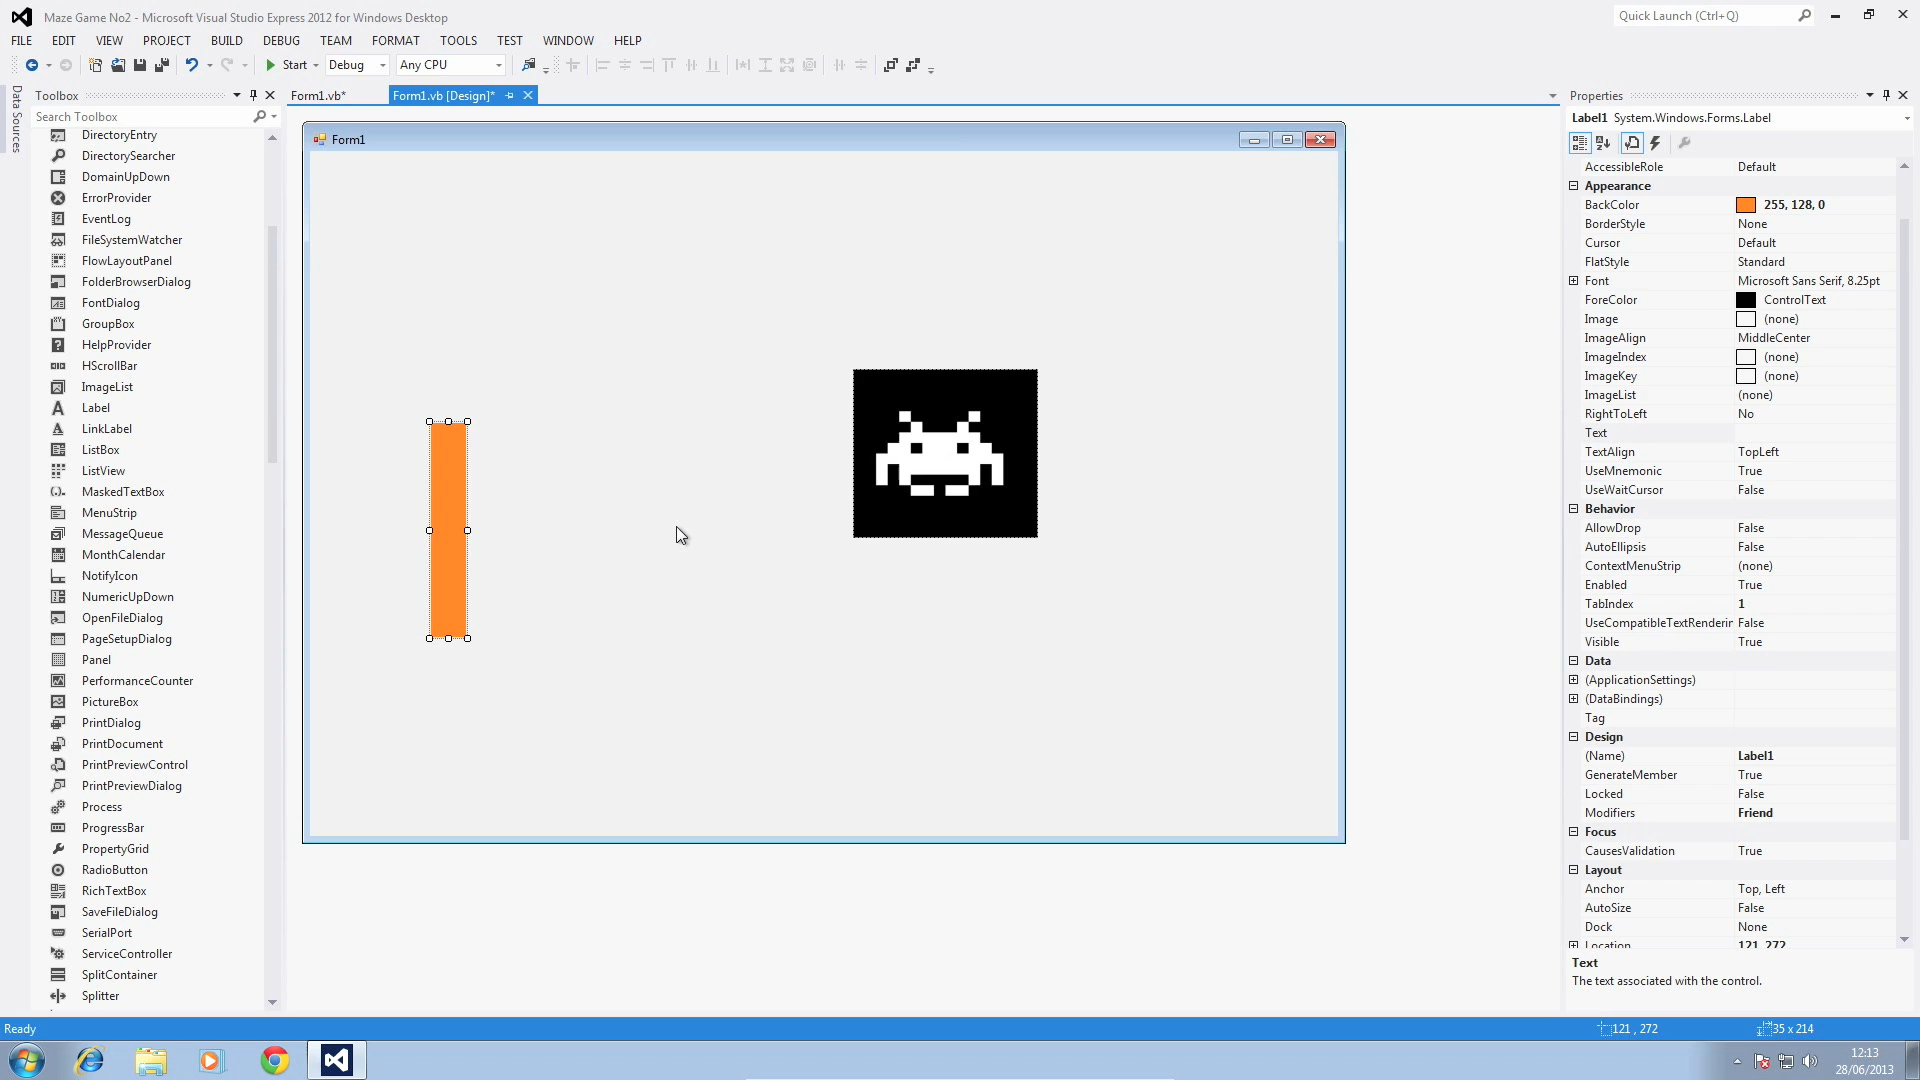 Maze Game No2 - Microsoft Visual Studio Express 2012 for Windows Desktop
Quick Launch (Ctrl+Q)
FILE EDIT VIEW PROJECT BUILD DEBUG TEAM FORMAT TOOLS TEST WINDOW HELP
Start Debug Any CPU
Data Sources
Toolbox
Search Toolbox
DirectoryEntry
DirectorySearcher
DomainUpDown
ErrorProvider
EventLog
FileSystemWatcher
FlowLayoutPanel
FolderBrowserDialog
FontDialog
GroupBox
HelpProvider
HScrollBar
ImageList
Label
LinkLabel
ListBox
ListView
MaskedTextBox
MenuStrip
MessageQueue
MonthCalendar
NotifyIcon
NumericUpDown
OpenFileDialog
PageSetupDialog
Panel
PerformanceCounter
PictureBox
PrintDialog
PrintDocument
PrintPreviewControl
PrintPreviewDialog
Process
ProgressBar
PropertyGrid
RadioButton
RichTextBox
SaveFileDialog
SerialPort
ServiceController
SplitContainer
Splitter
Form1.vb* Form1.vb [Design]*
Form1
Properties
Label1 System.Windows.Forms.Label
AccessibleRole Default
Appearance
BackColor 255, 128, 0
BorderStyle None
Cursor Default
FlatStyle Standard
Font Microsoft Sans Serif, 8.25pt
ForeColor ControlText
Image (none)
ImageAlign MiddleCenter
ImageIndex (none)
ImageKey (none)
ImageList (none)
RightToLeft No
Text
TextAlign TopLeft
UseMnemonic True
UseWaitCursor False
Behavior
AllowDrop False
AutoEllipsis False
ContextMenuStrip (none)
Enabled True
TabIndex 1
UseCompatibleTextRenderin False
Visible True
Data
(ApplicationSettings)
(DataBindings)
Tag
Design
(Name) Label1
GenerateMember True
Locked False
Modifiers Friend
Focus
CausesValidation True
Layout
Anchor Top, Left
AutoSize False
Dock None
Location 121, 272
Text
The text associated with the control.
Ready 121 , 272 35 x 214
12:13
28/06/2013